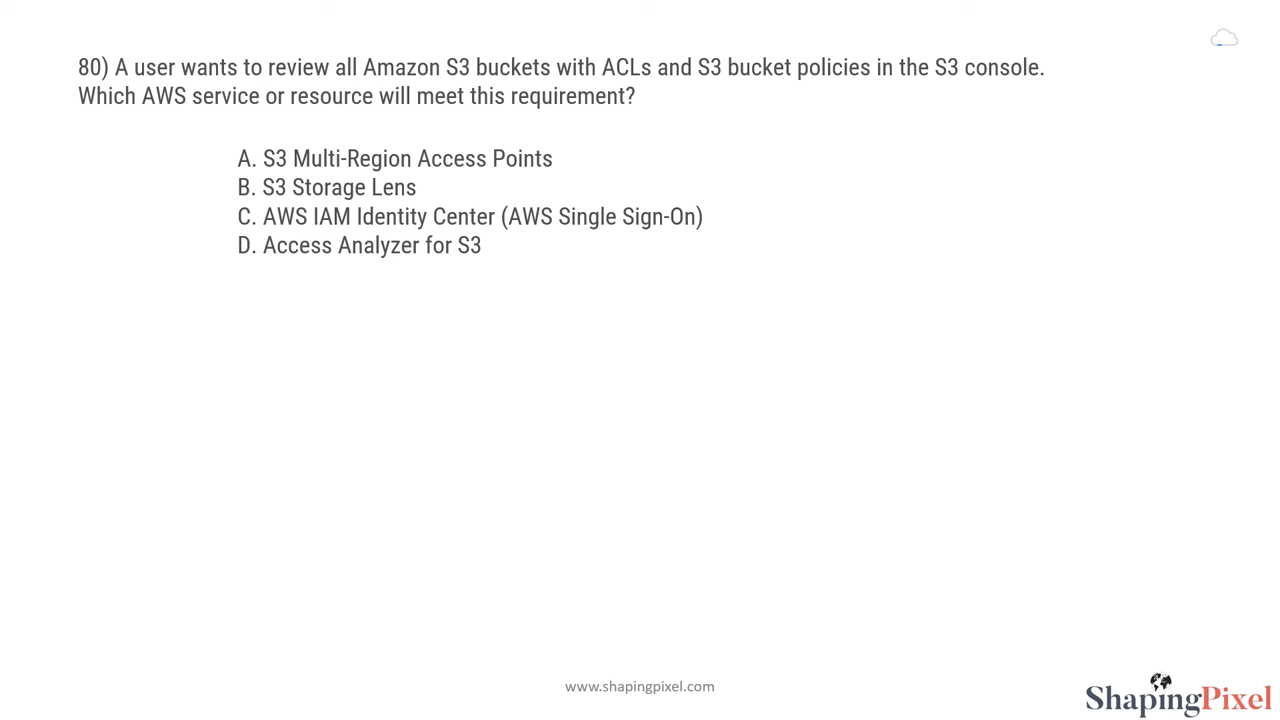 80) A user wants to review all Amazon S3 buckets with ACLs and S3 bucket policies in the S3 console.
Which AWS service or resource will meet this requirement?
A. S3 Multi-Region Access Points
B. S3 Storage Lens
C. AWS IAM Identity Center (AWS Single Sign-On)
D. Access Analyzer for S3
www.shapingpixel.com
ShapingPixel